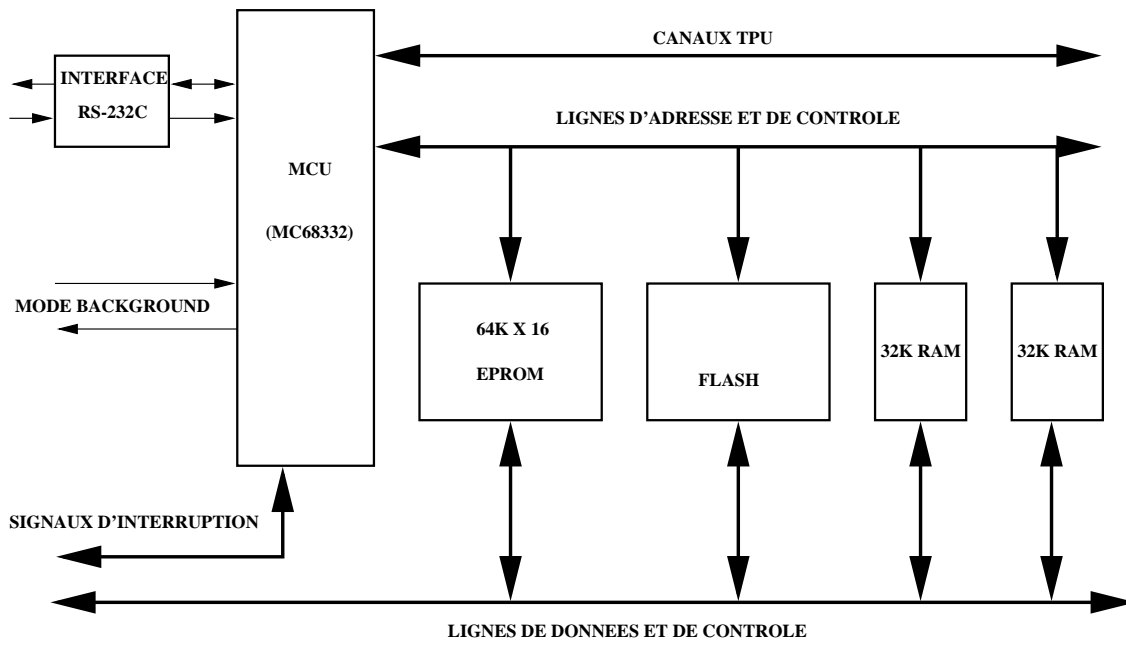 CANAUX TPU
INTERFACE
RS-232C
LIGNES D'ADRESSE ET DE CONTROLE
MCU
(MC68332)
MODE BACKGROUND
64K X 16
EPROM
FLASH
32K RAM
32K RAM
SIGNAUX D'INTERRUPTION
LIGNES DE DONNEES ET DE CONTROLE